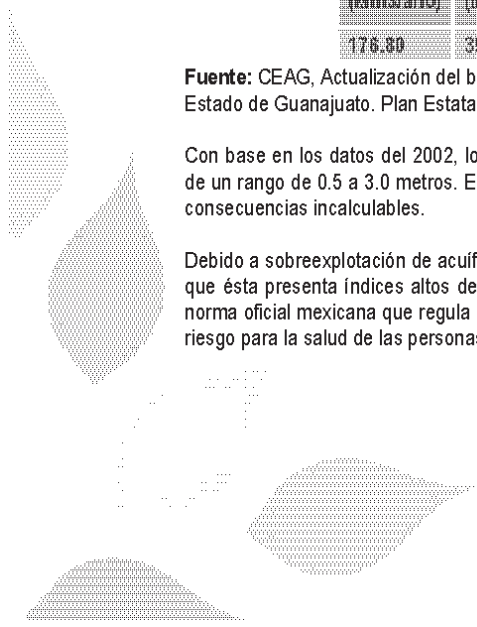 176.80
Fuente: CEAG, Actualización del b
Estado de Guanajuato. Plan Estata
Con base en los datos del 2002, lo
de un rango de 0.5 a 3.0 metros. E
consecuencias incalculables.
Debido a sobreexplotación de acuíf
que ésta presenta índices altos de
norma oficial mexicana que regula
riesgo para la salud de las personas